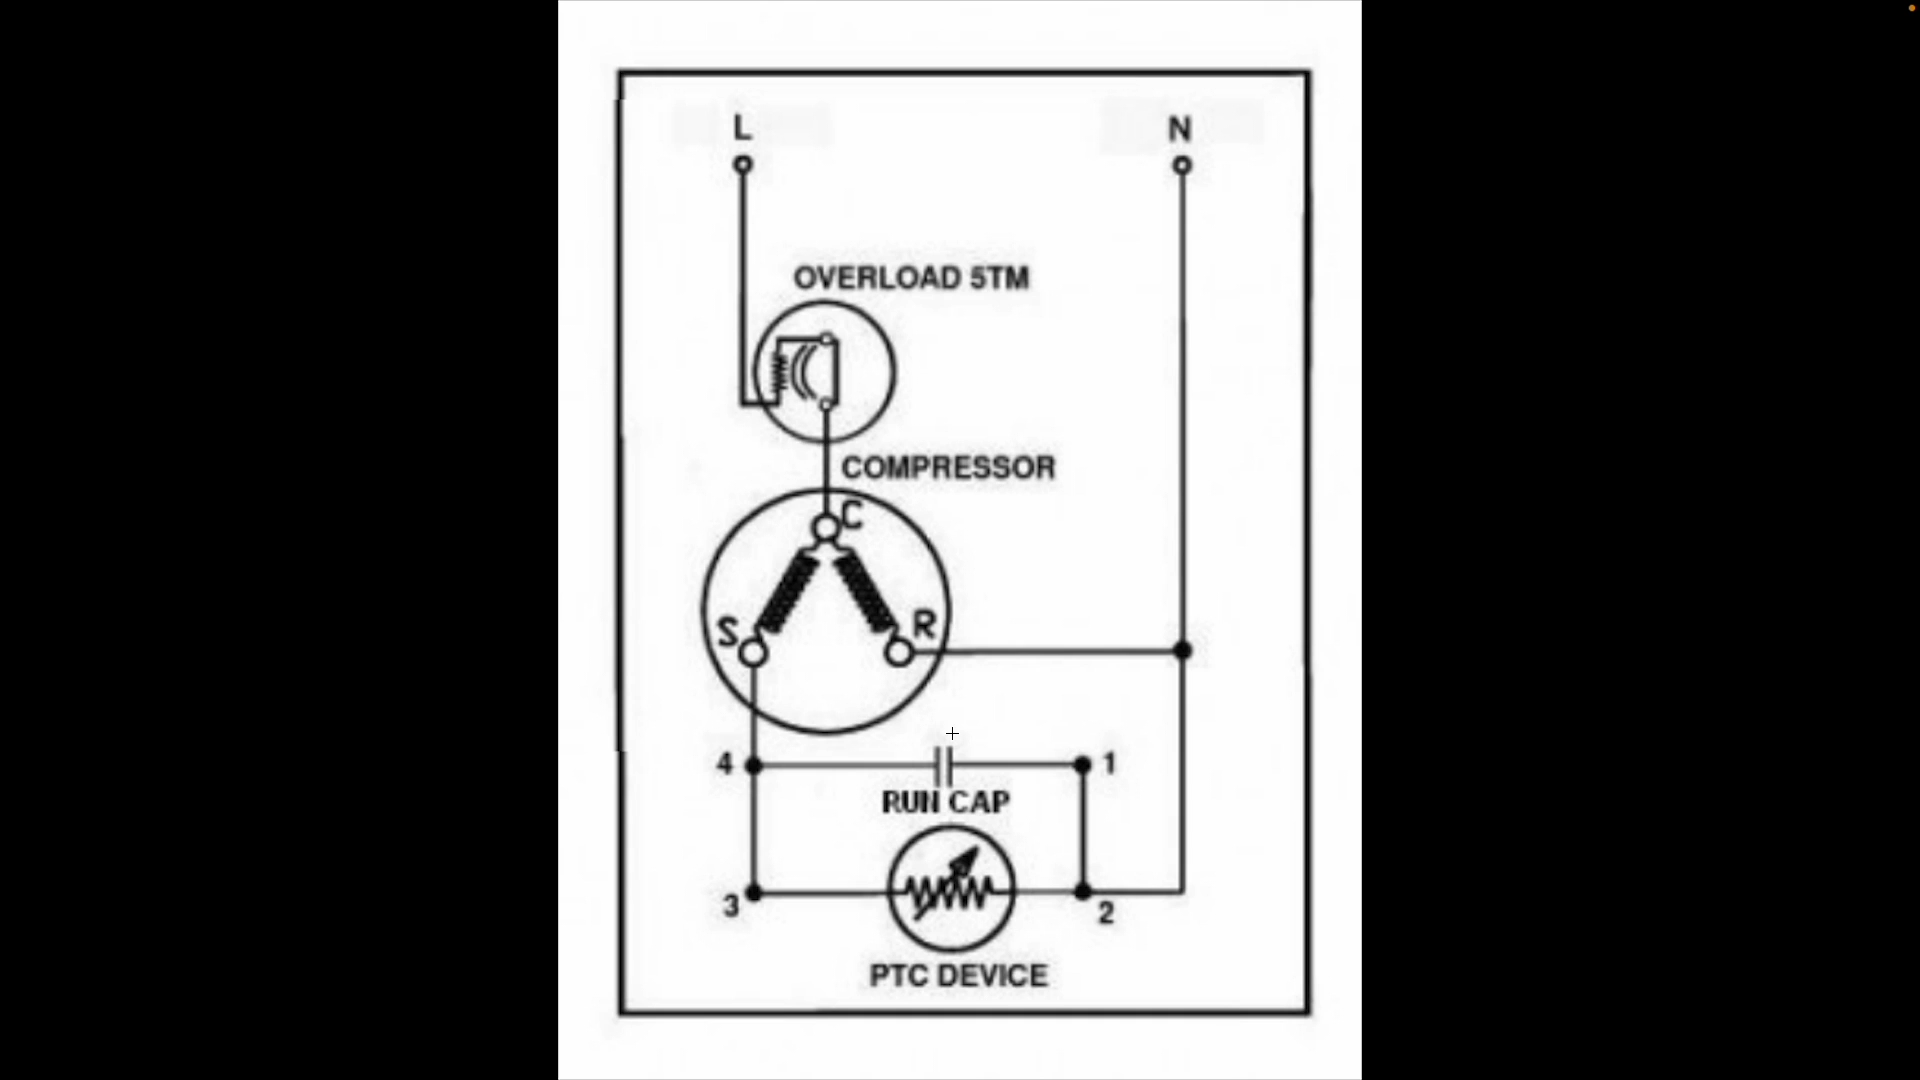 L
N
OVERLOAD 5TM
COMPRESSOR
C
S
R
4
1
RUN CAP
3
2
PTC DEVICE